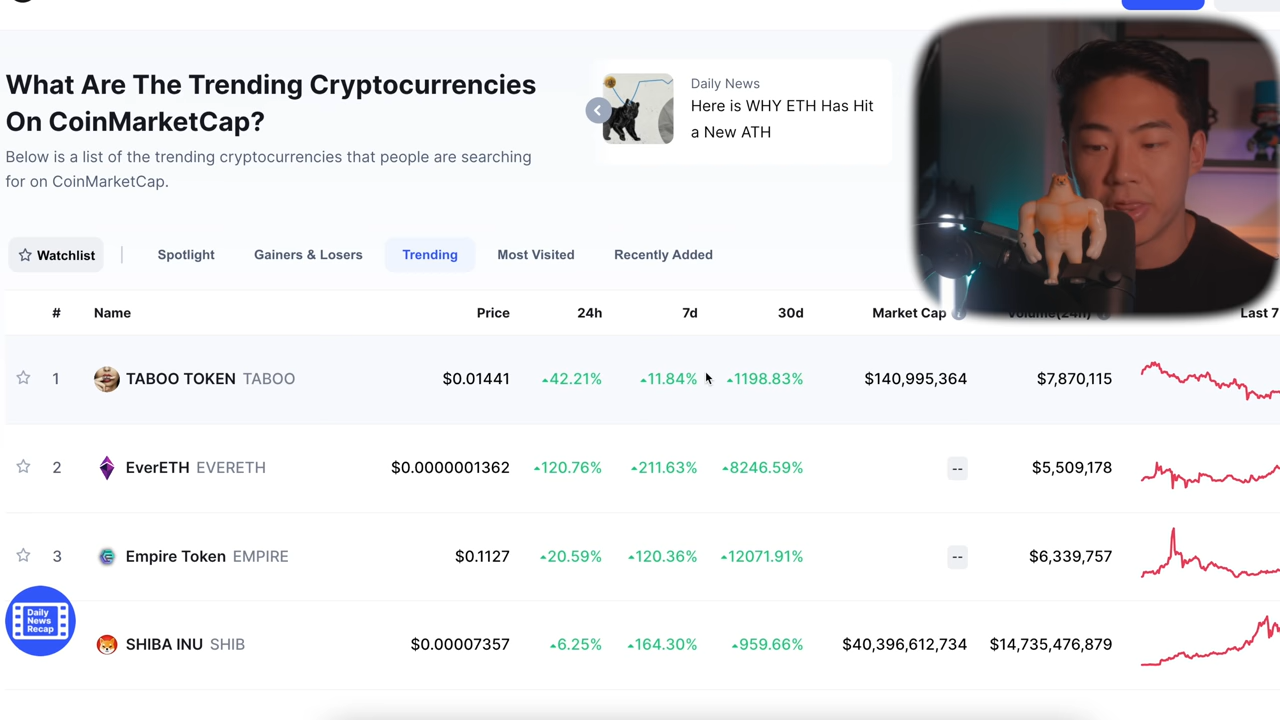 What Are The Trending Cryptocurrencies
On CoinMarketCap?
Below is a list of the trending cryptocurrencies that people are searching
for on CoinMarketCap.
Daily News
Here is WHY ETH Has Hit
a New ATH
Watchlist | Spotlight Gainers & Losers Trending Most Visited Recently Added
# Name Price 24h 7d 30d Market Cap Volume(24h) Last 7
1 TABOO TOKEN TABOO $0.01441 42.21% 11.84% 1198.83% $140,995,364 $7,870,115
2 EverETH EVERETH $0.0000001362 120.76% 211.63% 8246.59% -- $5,509,178
3 Empire Token EMPIRE $0.1127 20.59% 120.36% 12071.91% -- $6,339,757
Daily
News
Recap
SHIBA INU SHIB $0.00007357 6.25% 164.30% 959.66% $40,396,612,734 $14,735,476,879